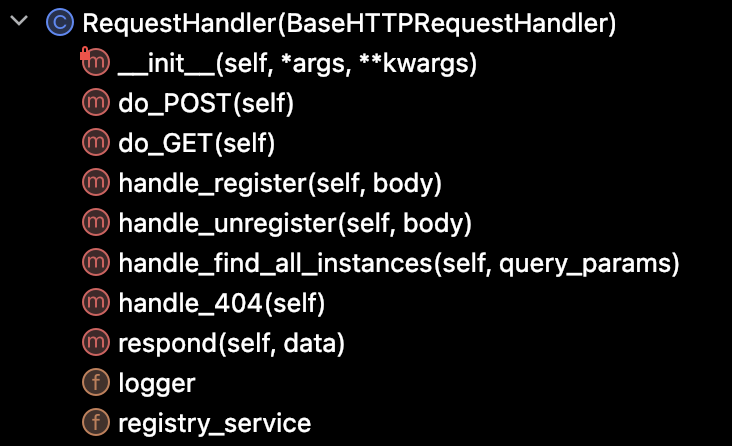 C RequestHandler(BaseHTTPRequestHandler)
m __init__(self, *args, **kwargs)
m do_POST(self)
m do_GET(self)
m handle_register(self, body)
m handle_unregister(self, body)
m handle_find_all_instances(self, query_params)
m handle_404(self)
m respond(self, data)
f logger
f registry_service